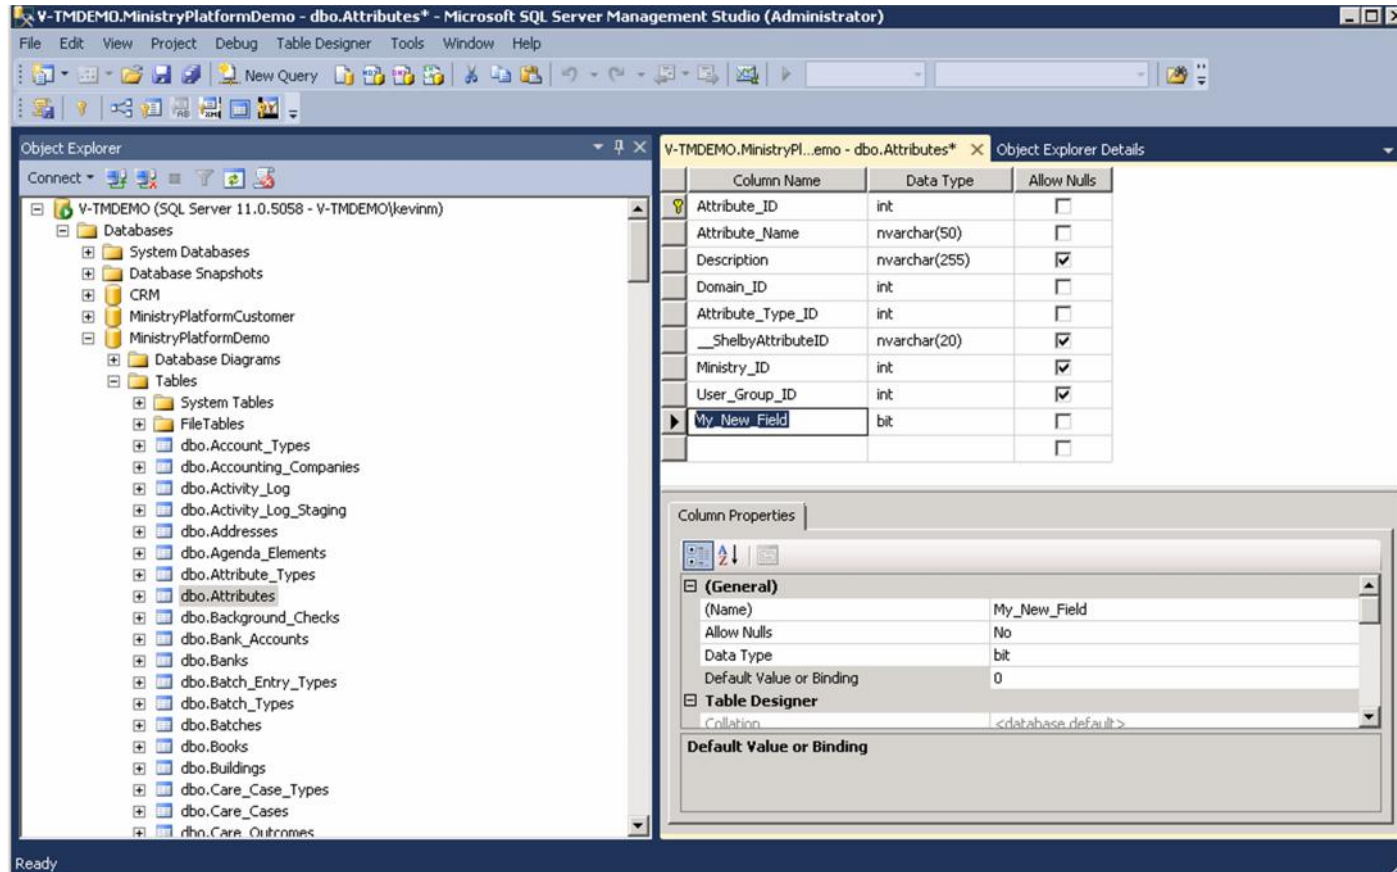 V-TMDEMO.MinistryPlatformDemo - dbo.Attributes* - Microsoft SQL Server Management Studio (Administrator)
File Edit View Project Debug Table Designer Tools Window Help
New Query
Object Explorer
Connect
V-TMDEMO (SQL Server 11.0.5058 - V-TMDEMO\kevinm)
Databases
System Databases
Database Snapshots
CRM
MinistryPlatformCustomer
MinistryPlatformDemo
Database Diagrams
Tables
System Tables
FileTables
dbo.Account_Types
dbo.Accounting_Companies
dbo.Activity_Log
dbo.Activity_Log_Staging
dbo.Addresses
dbo.Agenda_Elements
dbo.Attribute_Types
dbo.Attributes
dbo.Background_Checks
dbo.Bank_Accounts
dbo.Banks
dbo.Batch_Entry_Types
dbo.Batch_Types
dbo.Batches
dbo.Books
dbo.Buildings
dbo.Care_Case_Types
dbo.Care_Cases
dbo.Care_Outcomes
V-TMDEMO.MinistryPl...emo - dbo.Attributes* Object Explorer Details
Column Name Data Type Allow Nulls
Attribute_ID int
Attribute_Name nvarchar(50)
Description nvarchar(255)
Domain_ID int
Attribute_Type_ID int
__ShelbyAttributeID nvarchar(20)
Ministry_ID int
User_Group_ID int
My_New_Field bit
Column Properties
(General)
(Name) My_New_Field
Allow Nulls No
Data Type bit
Default Value or Binding 0
Table Designer
Collation <database default>
Default Value or Binding
Ready